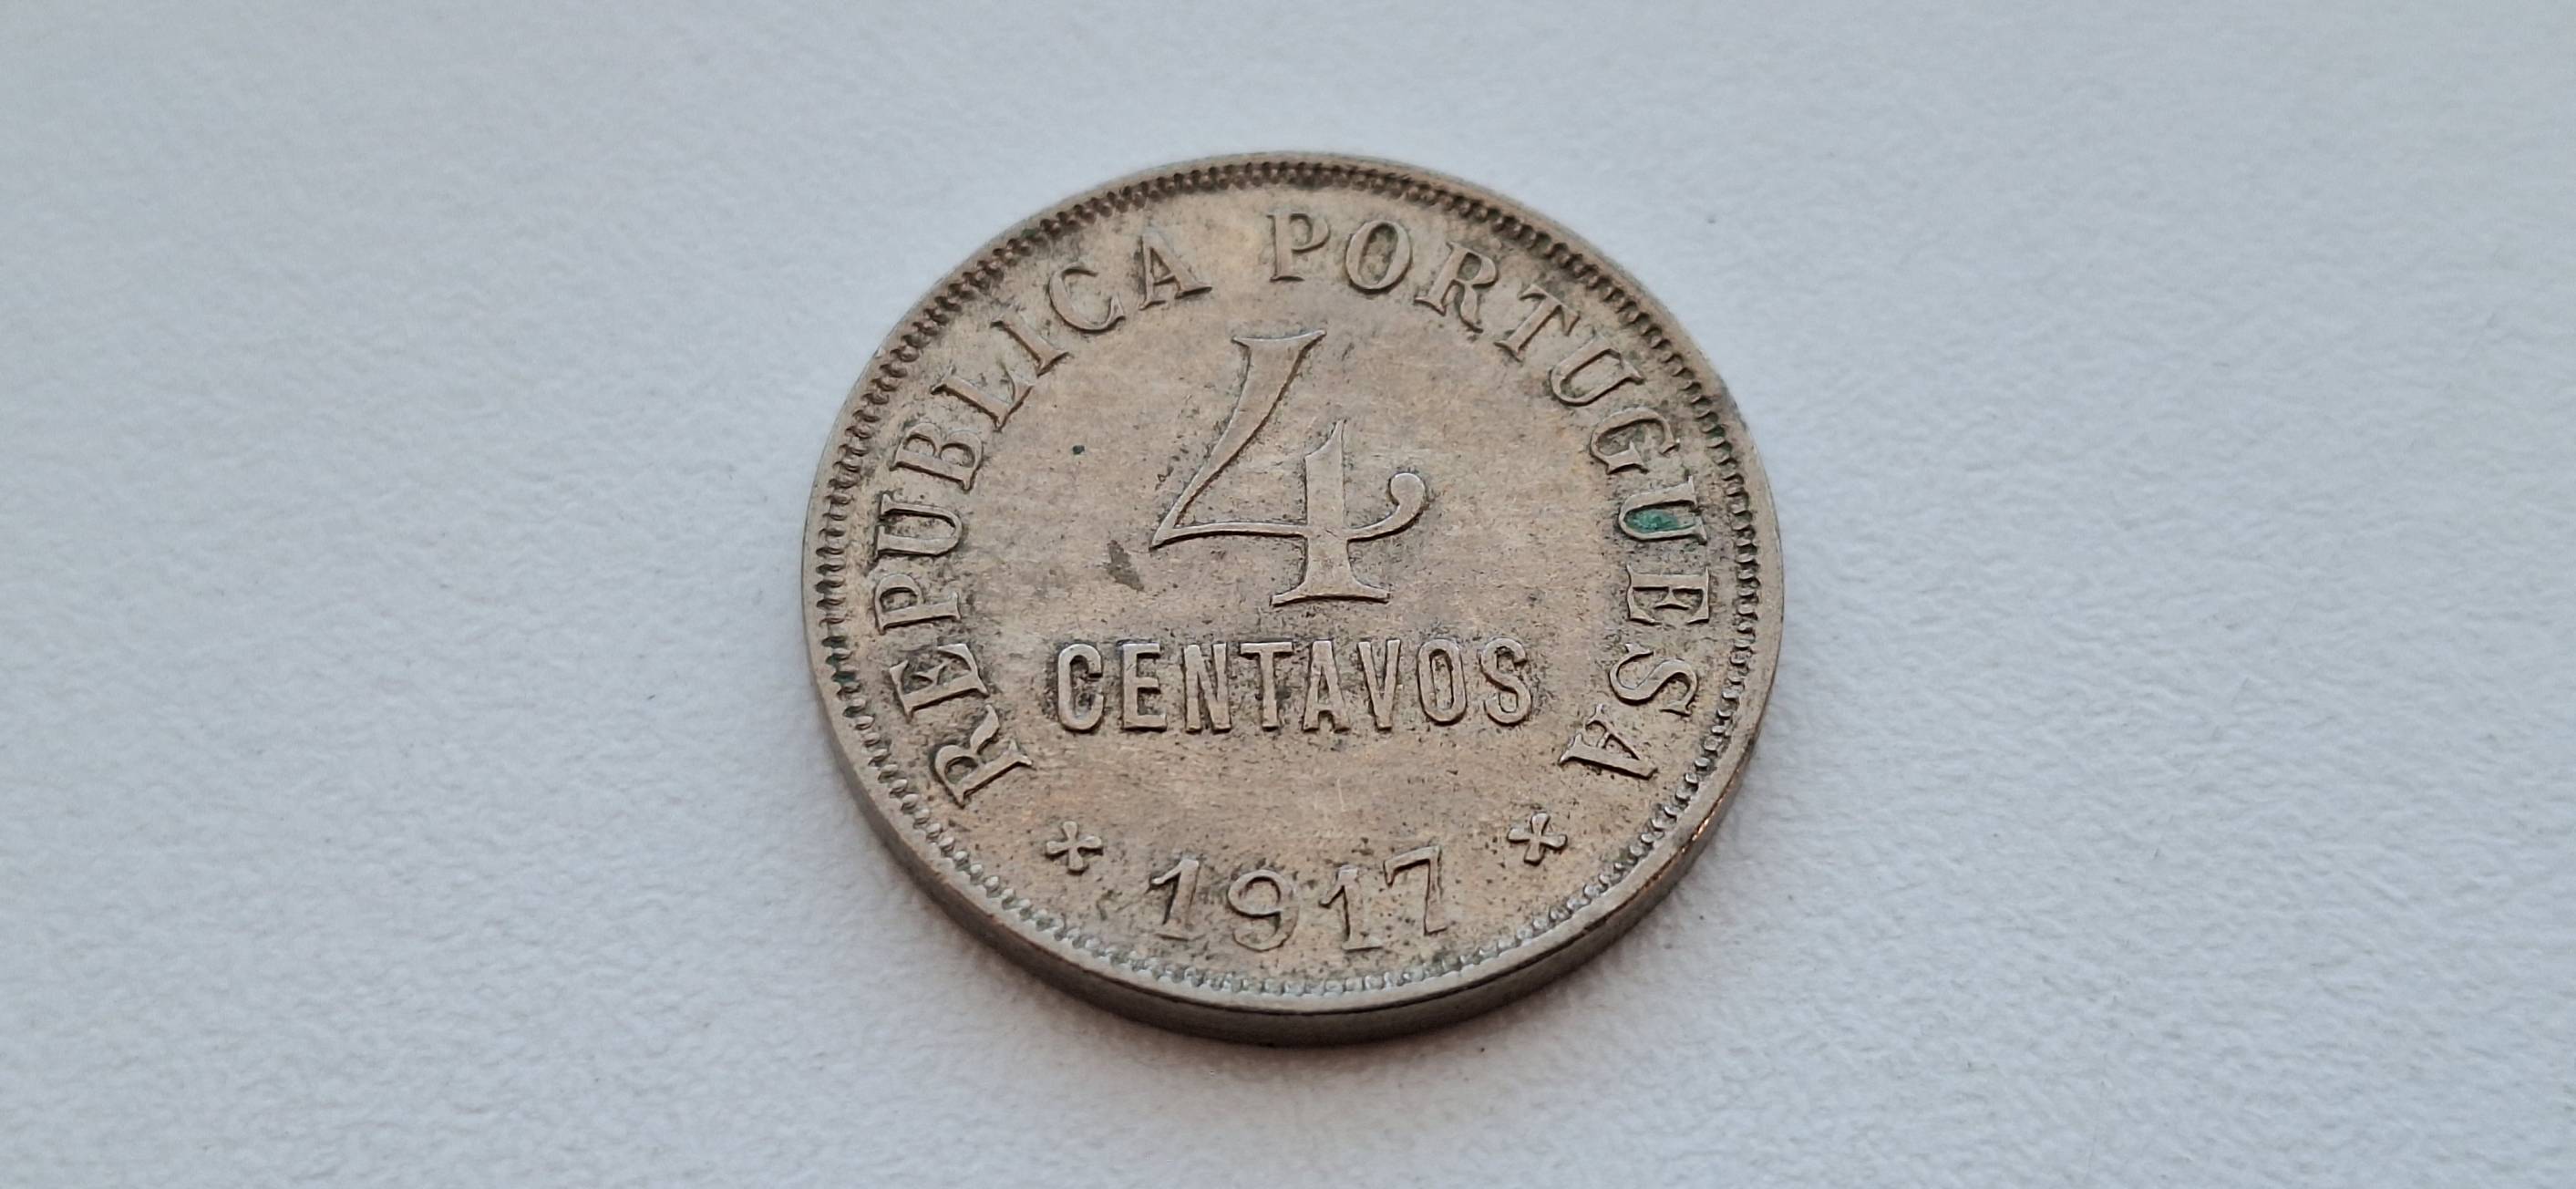 REPUBLICA PORTUGUESA
4
CENTAVOS
* 1917 *